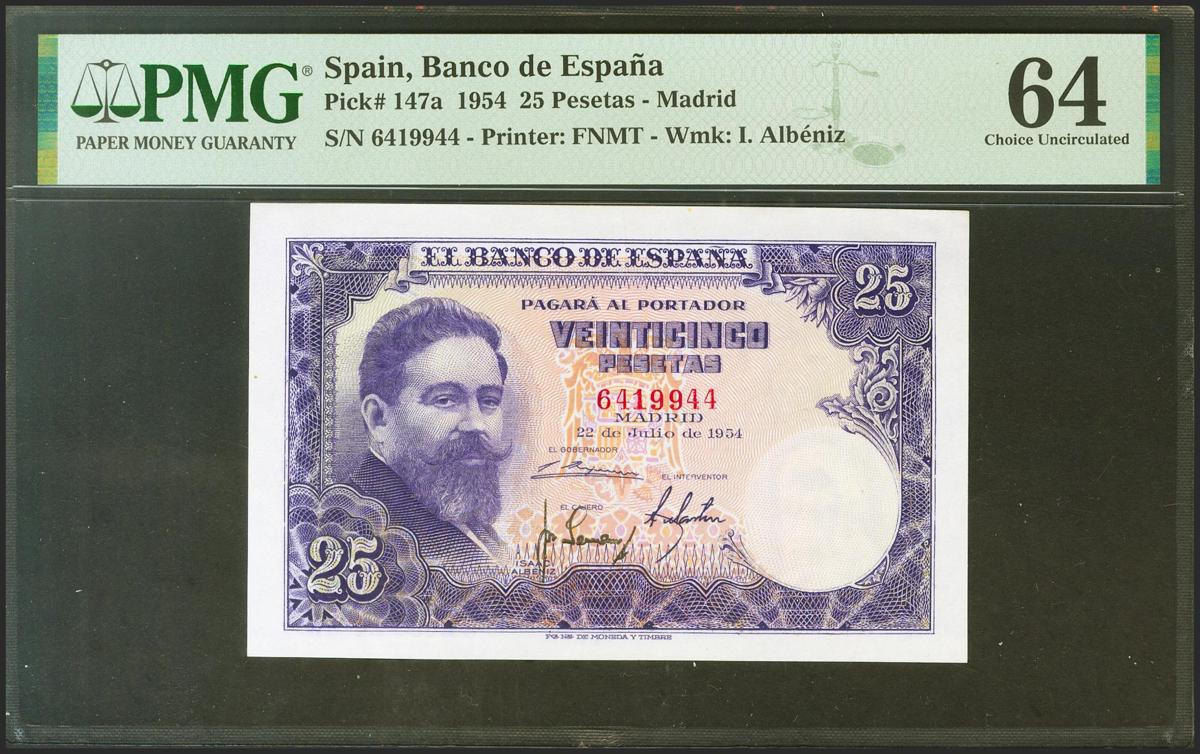 PMG®
PAPER MONEY GUARANTY
Spain, Banco de España
Pick# 147a 1954 25 Pesetas - Madrid
S/N 6419944 - Printer: FNMT - Wmk: I. Albéniz
64
Choice Uncirculated
EL BANCO DE ESPAÑA
25
PAGARÁ AL PORTADOR
VEINTICINCO
PESETAS
6419944
MADRID
22 de Julio de 1954
EL GOBERNADOR
EL INTERVENTOR
EL CAJERO
ISAAC
ALBÉNIZ
25
FCA NAL DE MONEDA Y TIMBRE